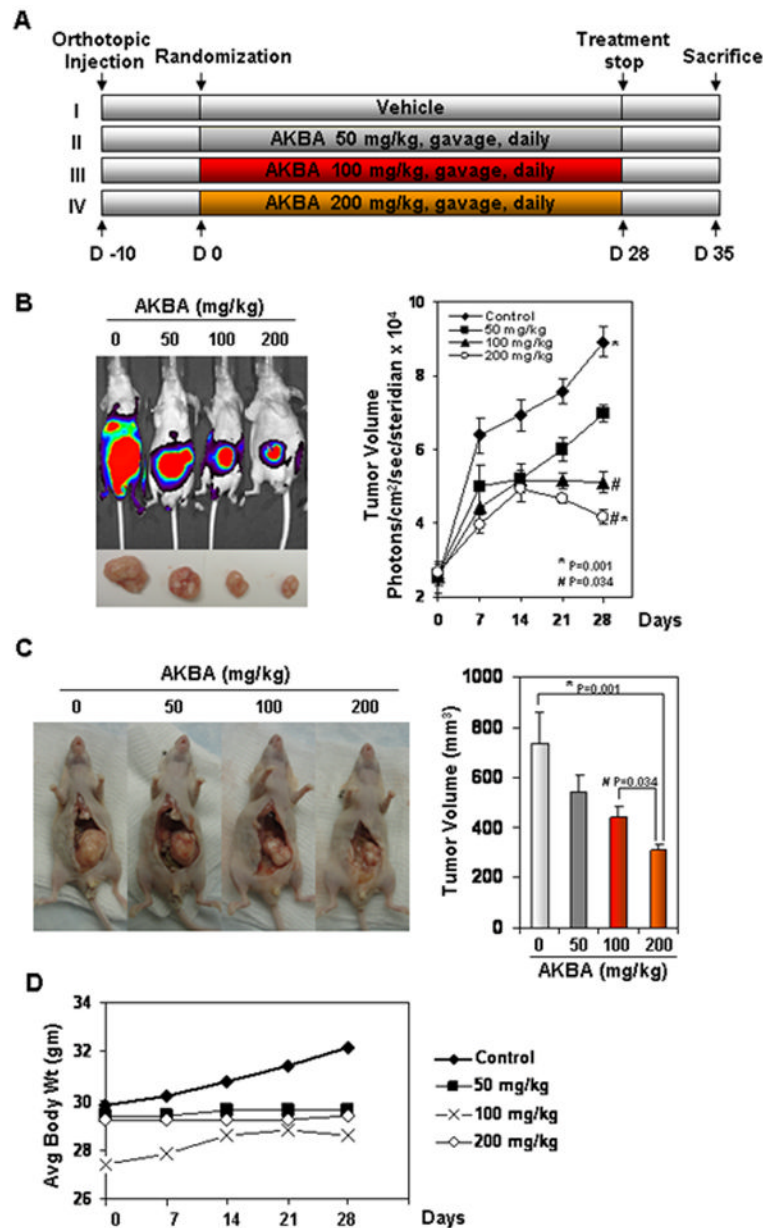 A
Orthotopic
Injection
Randomization
Treatment
stop
Sacrifice
I
Vehicle
II
AKBA 50 mg/kg, gavage, daily
III
AKBA 100 mg/kg, gavage, daily
IV
AKBA 200 mg/kg, gavage, daily
D -10
D 0
D 28
D 35
B
AKBA (mg/kg)
0 50 100 200
Tumor Volume
Photons/cm²/sec/steridian x 10⁴
10
8
6
4
2
Control
50 mg/kg
100 mg/kg
200 mg/kg
*
#
#*
* P=0.001
# P=0.034
0 7 14 21 28 Days
C
AKBA (mg/kg)
0 50 100 200
Tumor Volume (mm³)
1000
800
600
400
200
0
* P=0.001
# P=0.034
0 50 100 200
AKBA (mg/kg)
D
Avg Body Wt (gm)
34
32
30
28
26
0 7 14 21 28 Days
Control
50 mg/kg
100 mg/kg
200 mg/kg